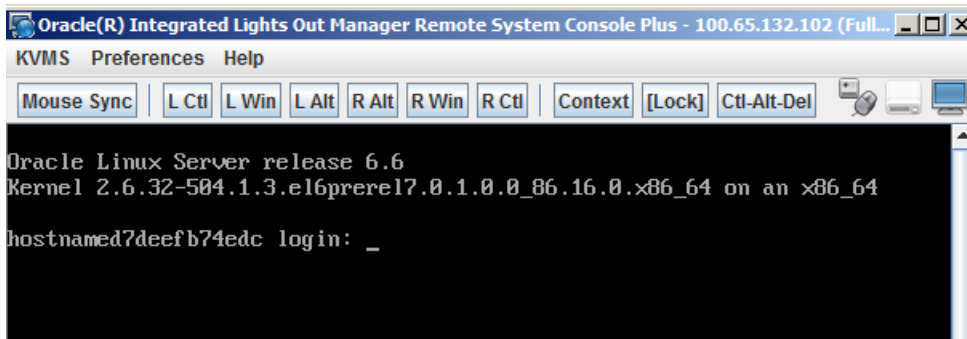 Oracle(R) Integrated Lights Out Manager Remote System Console Plus - 100.65.132.102 (Full...
KVMS Preferences Help
Mouse Sync L Ctl L Win L Alt R Alt R Win R Ctl Context [Lock] Ctl-Alt-Del
Oracle Linux Server release 6.6
Kernel 2.6.32-504.1.3.el6prerel7.0.1.0.0_86.16.0.x86_64 on an x86_64
hostnamed7deefb74edc login: _